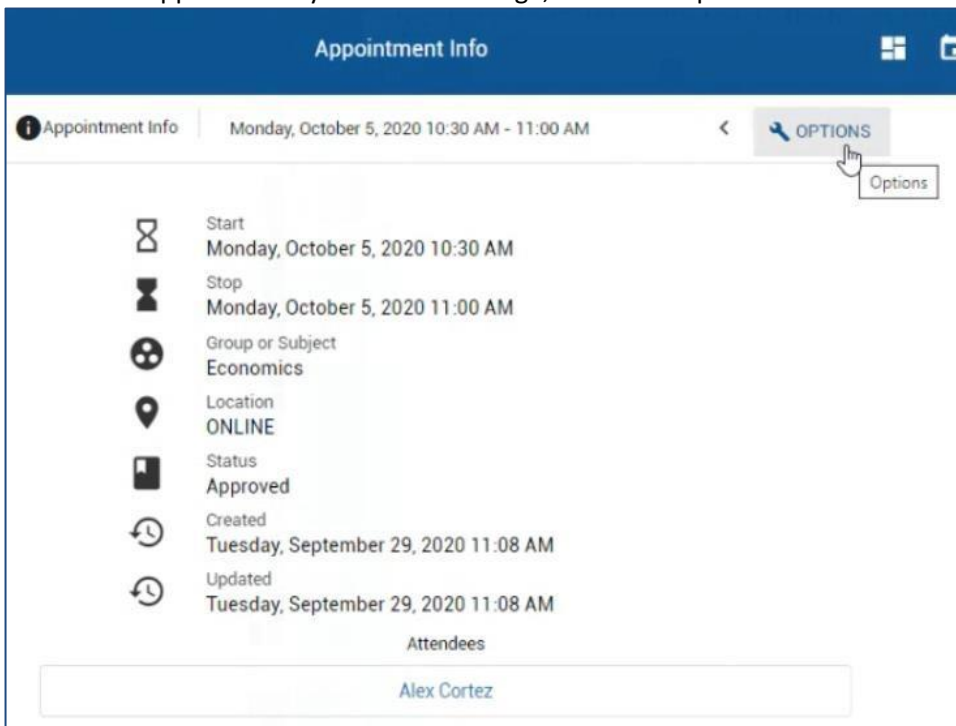 Appointment Info
Appointment Info Monday, October 5, 2020 10:30 AM - 11:00 AM < OPTIONS
Options
Start
Monday, October 5, 2020 10:30 AM
Stop
Monday, October 5, 2020 11:00 AM
Group or Subject
Economics
Location
ONLINE
Status
Approved
Created
Tuesday, September 29, 2020 11:08 AM
Updated
Tuesday, September 29, 2020 11:08 AM
Attendees
Alex Cortez